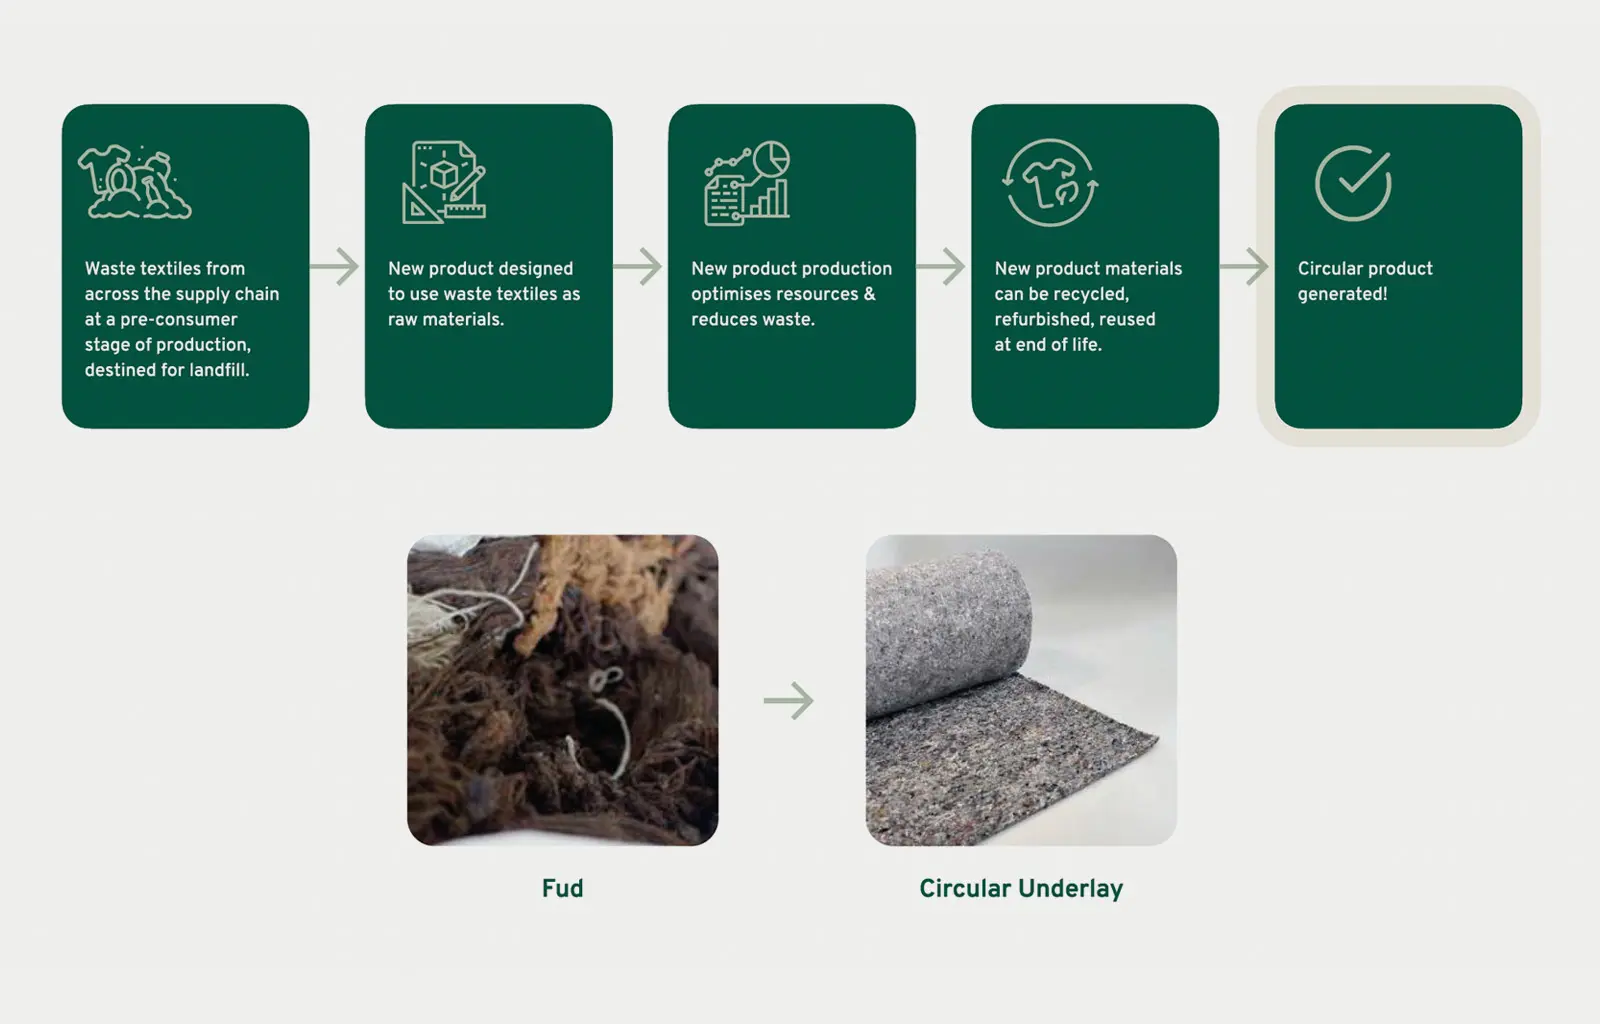 Waste textiles from
across the supply chain
at a pre-consumer
stage of production,
destined for landfill.
New product designed
to use waste textiles as
raw materials.
New product production
optimises resources &
reduces waste.
New product materials
can be recycled,
refurbished, reused
at end of life.
Circular product
generated!
Fud
Circular Underlay